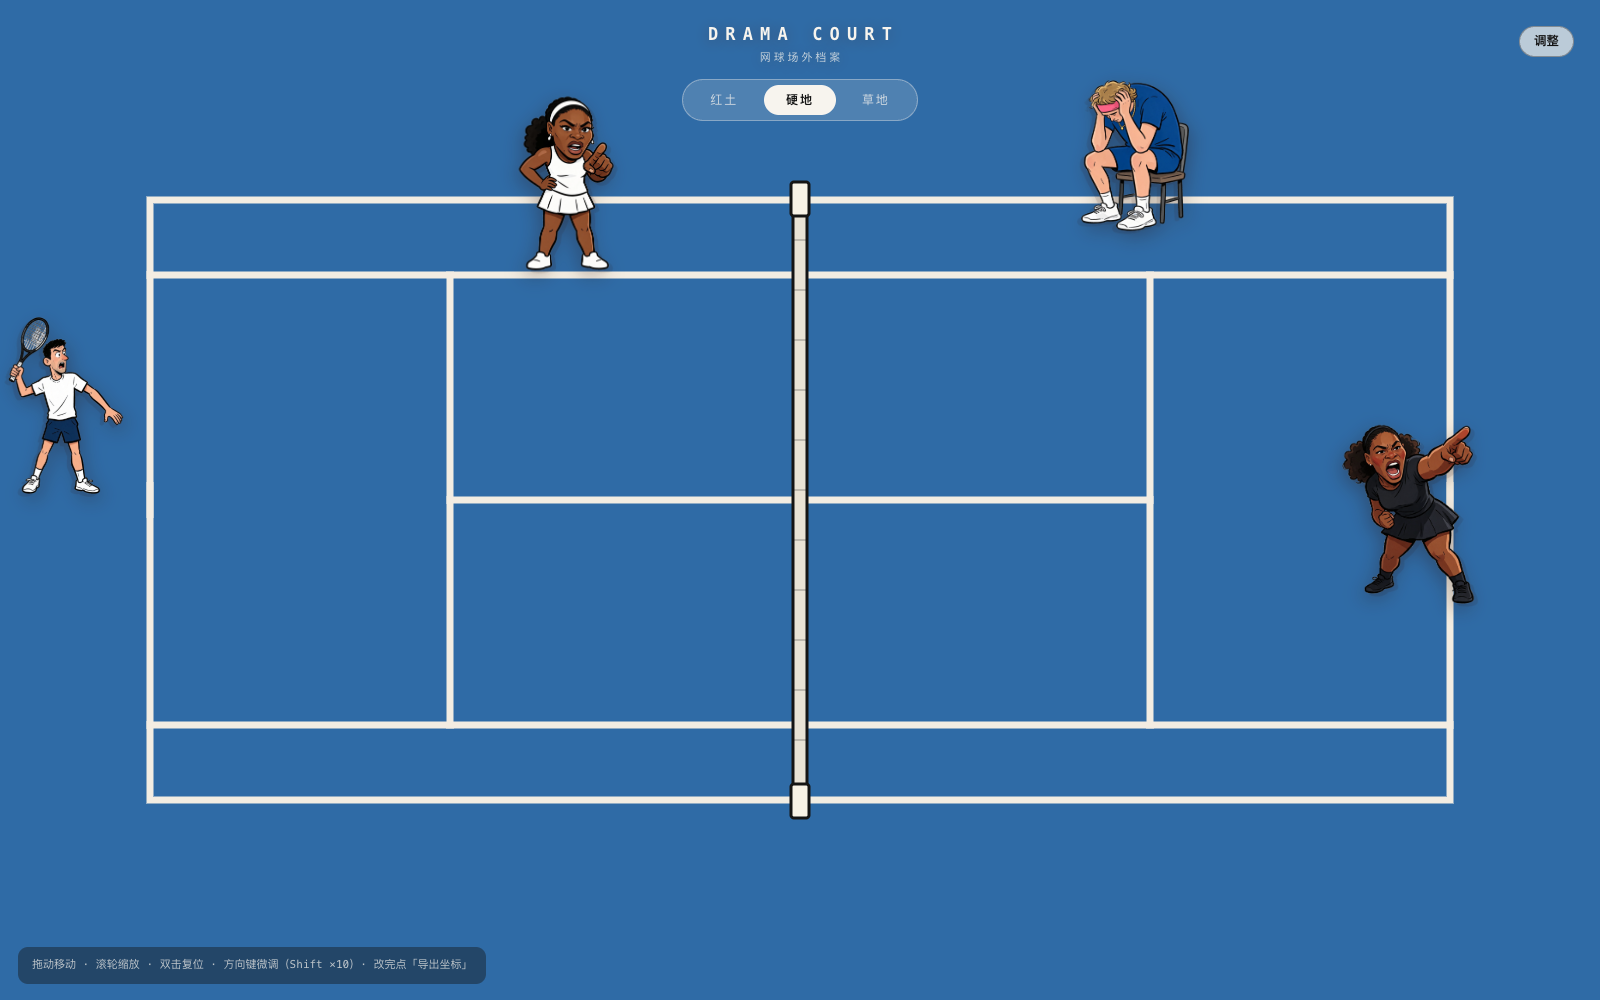 DRAMA COURT
网球场外档案
调整
红土 硬地 草地
拖动移动 · 滚轮缩放 · 双击复位 · 方向键微调 (Shift ×10) · 改完点「导出坐标」